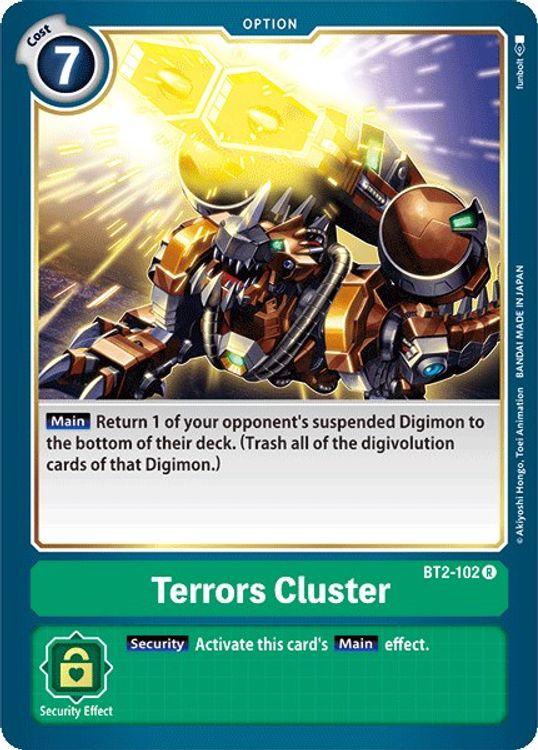 OPTION
Cost
7
funbolt
Main Return 1 of your opponent's suspended Digimon to
the bottom of their deck. (Trash all of the digivolution
cards of that Digimon.)
© Akiyoshi Hongo, Toei Animation BANDAI MADE IN JAPAN
BT2-102 R
Terrors Cluster
Security Activate this card's Main effect.
Security Effect